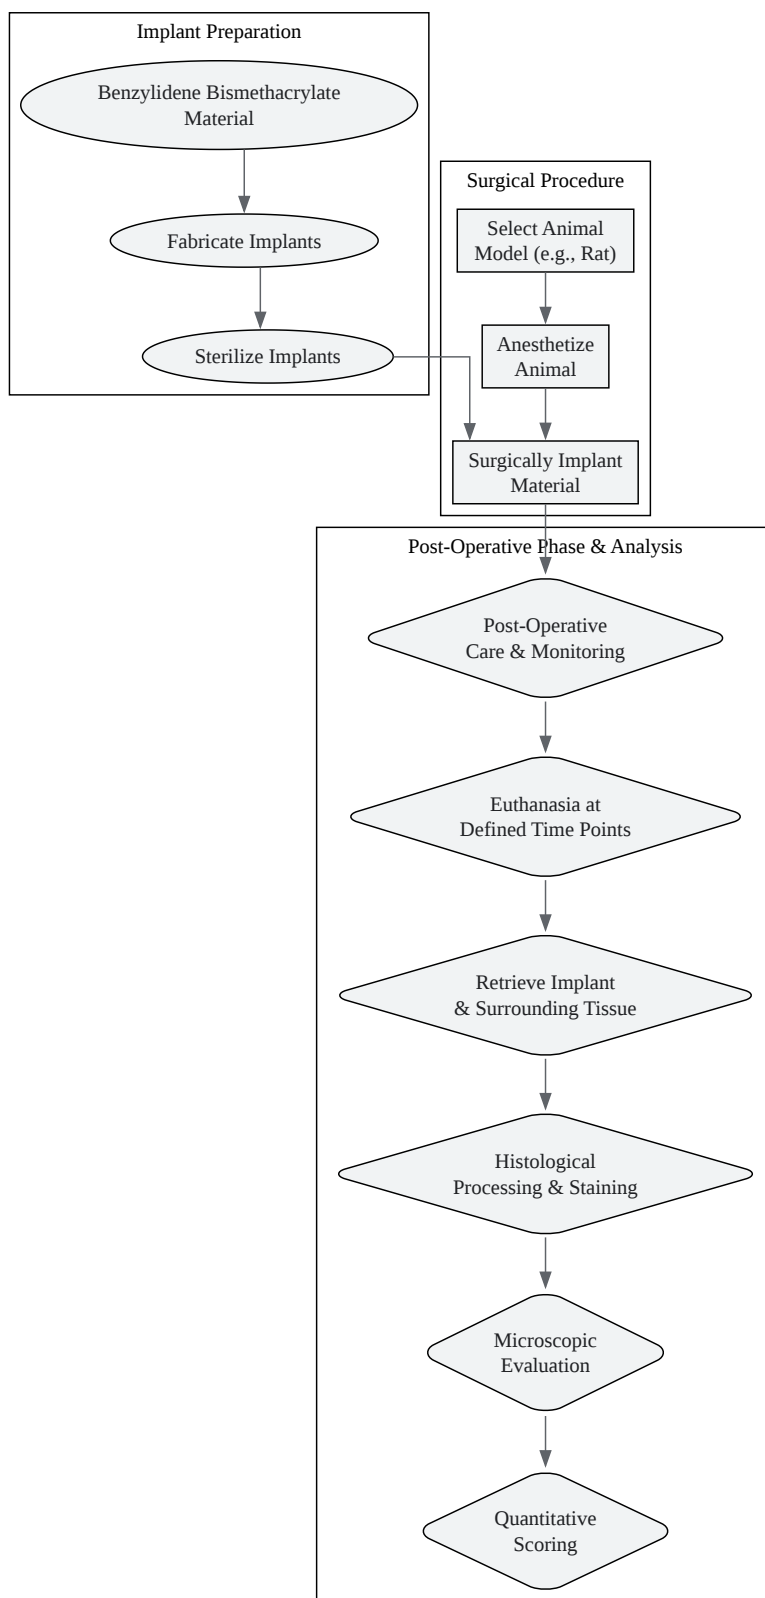 Implant Preparation
Benzylidene Bismethacrylate
Material
Fabricate Implants
Sterilize Implants
Surgical Procedure
Select Animal
Model (e.g., Rat)
Anesthetize
Animal
Surgically Implant
Material
Post-Operative Phase & Analysis
Post-Operative
Care & Monitoring
Euthanasia at
Defined Time Points
Retrieve Implant
& Surrounding Tissue
Histological
Processing & Staining
Microscopic
Evaluation
Quantitative
Scoring